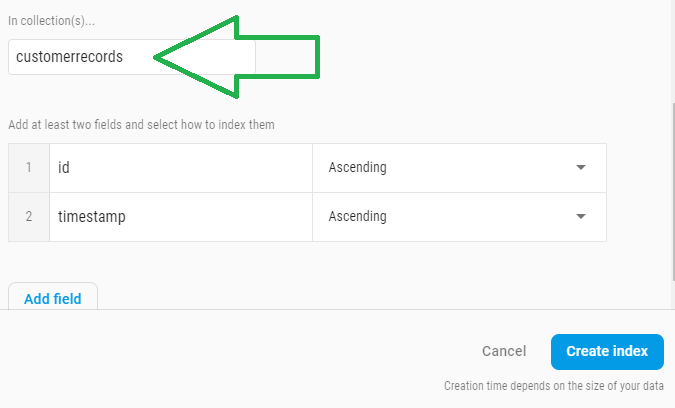 In collection(s)...
customerrecords
Add at least two fields and select how to index them
1 id Ascending
2 timestamp Ascending
Add field
Cancel Create index
Creation time depends on the size of your data